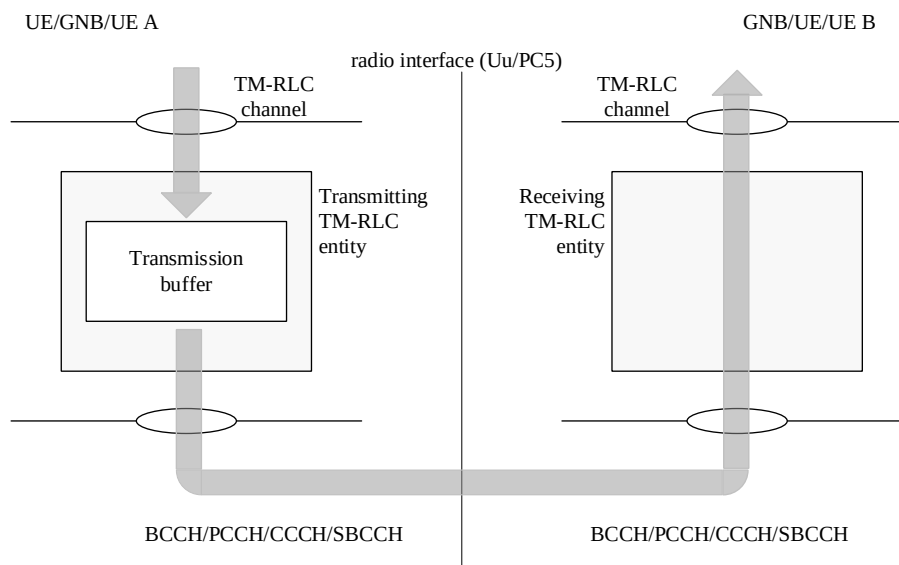 UE/GNB/UE A
GNB/UE/UE B
radio interface (Uu/PC5)
TM-RLC
channel
TM-RLC
channel
Transmitting
TM-RLC
entity
Receiving
TM-RLC
entity
Transmission
buffer
BCCH/PCCH/CCCH/SBCCH
BCCH/PCCH/CCCH/SBCCH